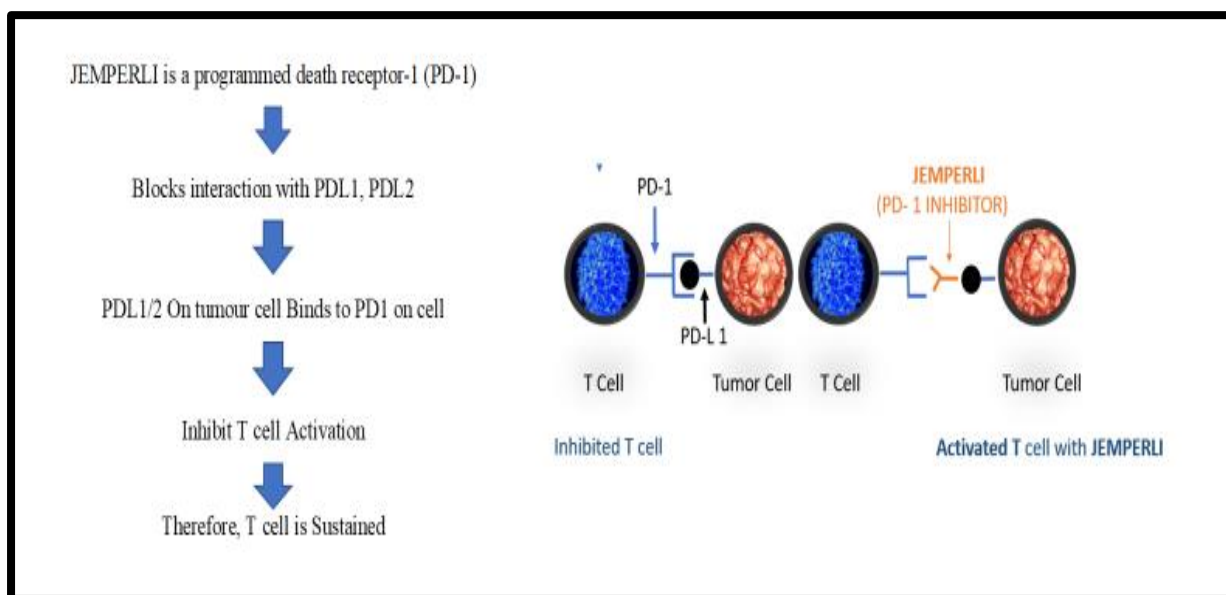 JEMPERLI is a programmed death receptor-1 (PD-1)
Blocks interaction with PDL1, PDL2
PDL1/2 On tumour cell Binds to PD1 on cell
Inhibit T cell Activation
Therefore, T cell is Sustained
PD-1
PD-L 1
T Cell
Tumor Cell
Inhibited T cell
JEMPERLI
(PD- 1 INHIBITOR)
T Cell
Tumor Cell
Activated T cell with JEMPERLI